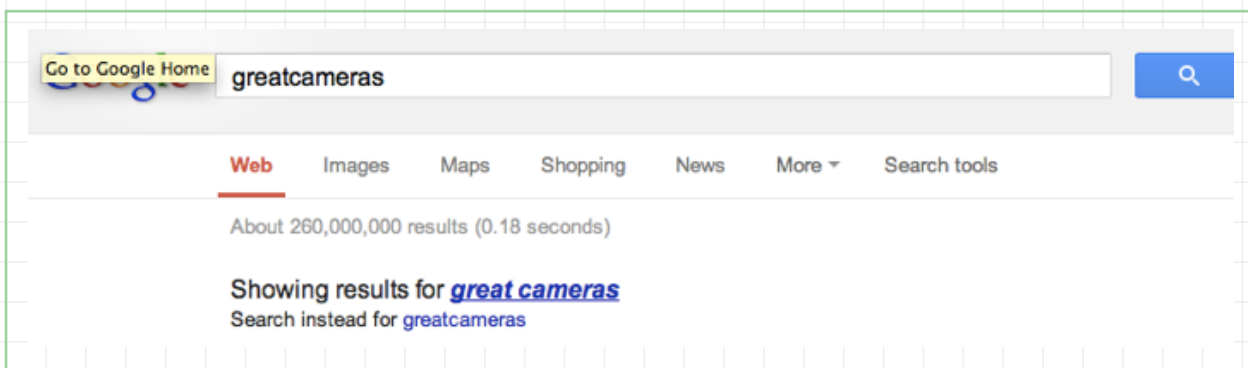 Go to Google Home
greatcameras
Web Images Maps Shopping News More Search tools
About 260,000,000 results (0.18 seconds)
Showing results for great cameras
Search instead for greatcameras